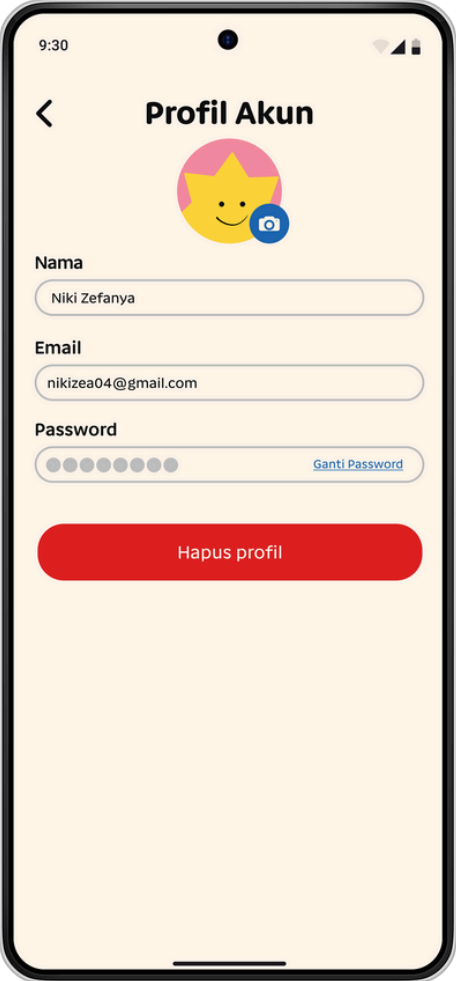 9:30
Profil Akun
Nama
Niki Zefanya
Email
nikizea04@gmail.com
Password
Ganti Password
Hapus profil